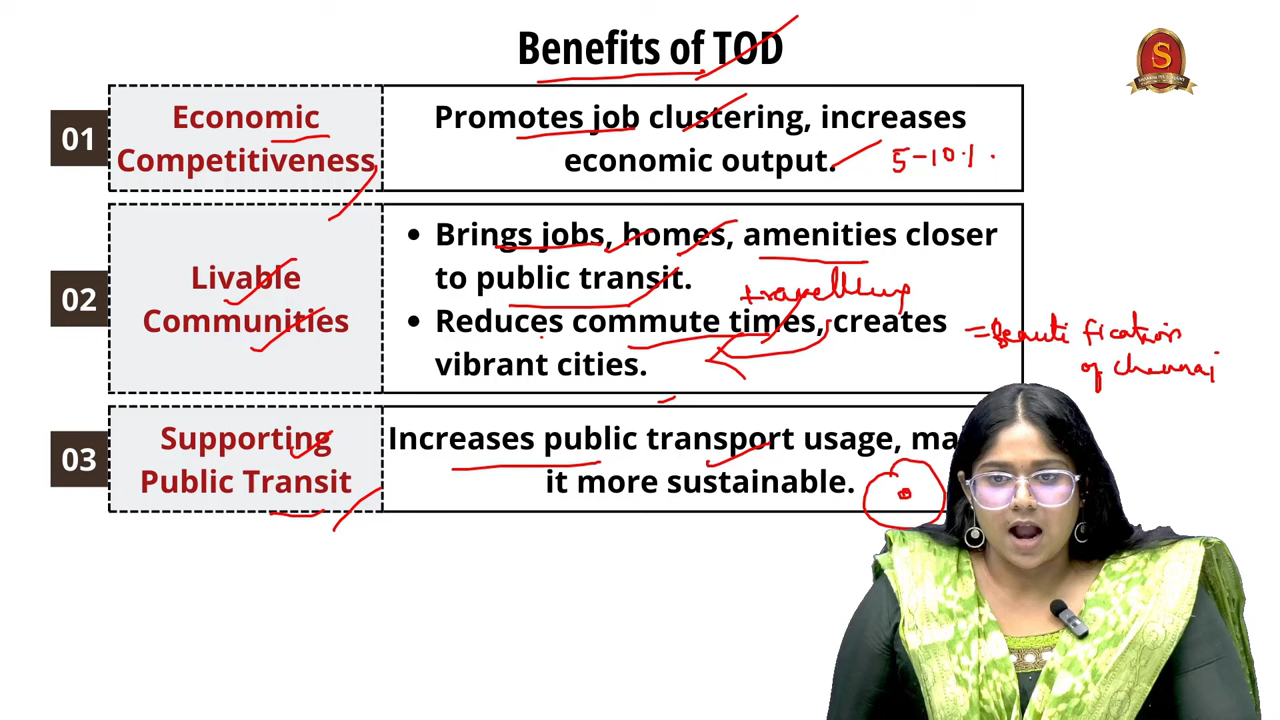 Benefits of TOD
S
01
Economic
Competitiveness
Promotes job clustering, increases
economic output.
5-10%.
02
Livable
Communities
• Brings jobs, homes, amenities closer
to public transit.
travelling
• Reduces commute times, creates
vibrant cities.
=Beautification
of chennai
03
Supporting
Public Transit
Increases public transport usage,
it more sustainable.